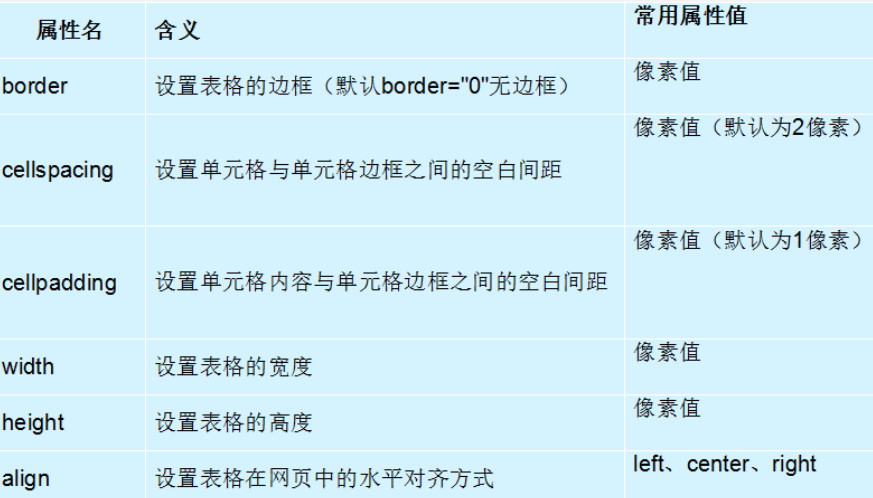 属性名 含义 常用属性值
border 设置表格的边框（默认border="0"无边框） 像素值
cellspacing 设置单元格与单元格边框之间的空白间距 像素值（默认为2像素）
cellpadding 设置单元格内容与单元格边框之间的空白间距 像素值（默认为1像素）
width 设置表格的宽度 像素值
height 设置表格的高度 像素值
align 设置表格在网页中的水平对齐方式 left、center、right